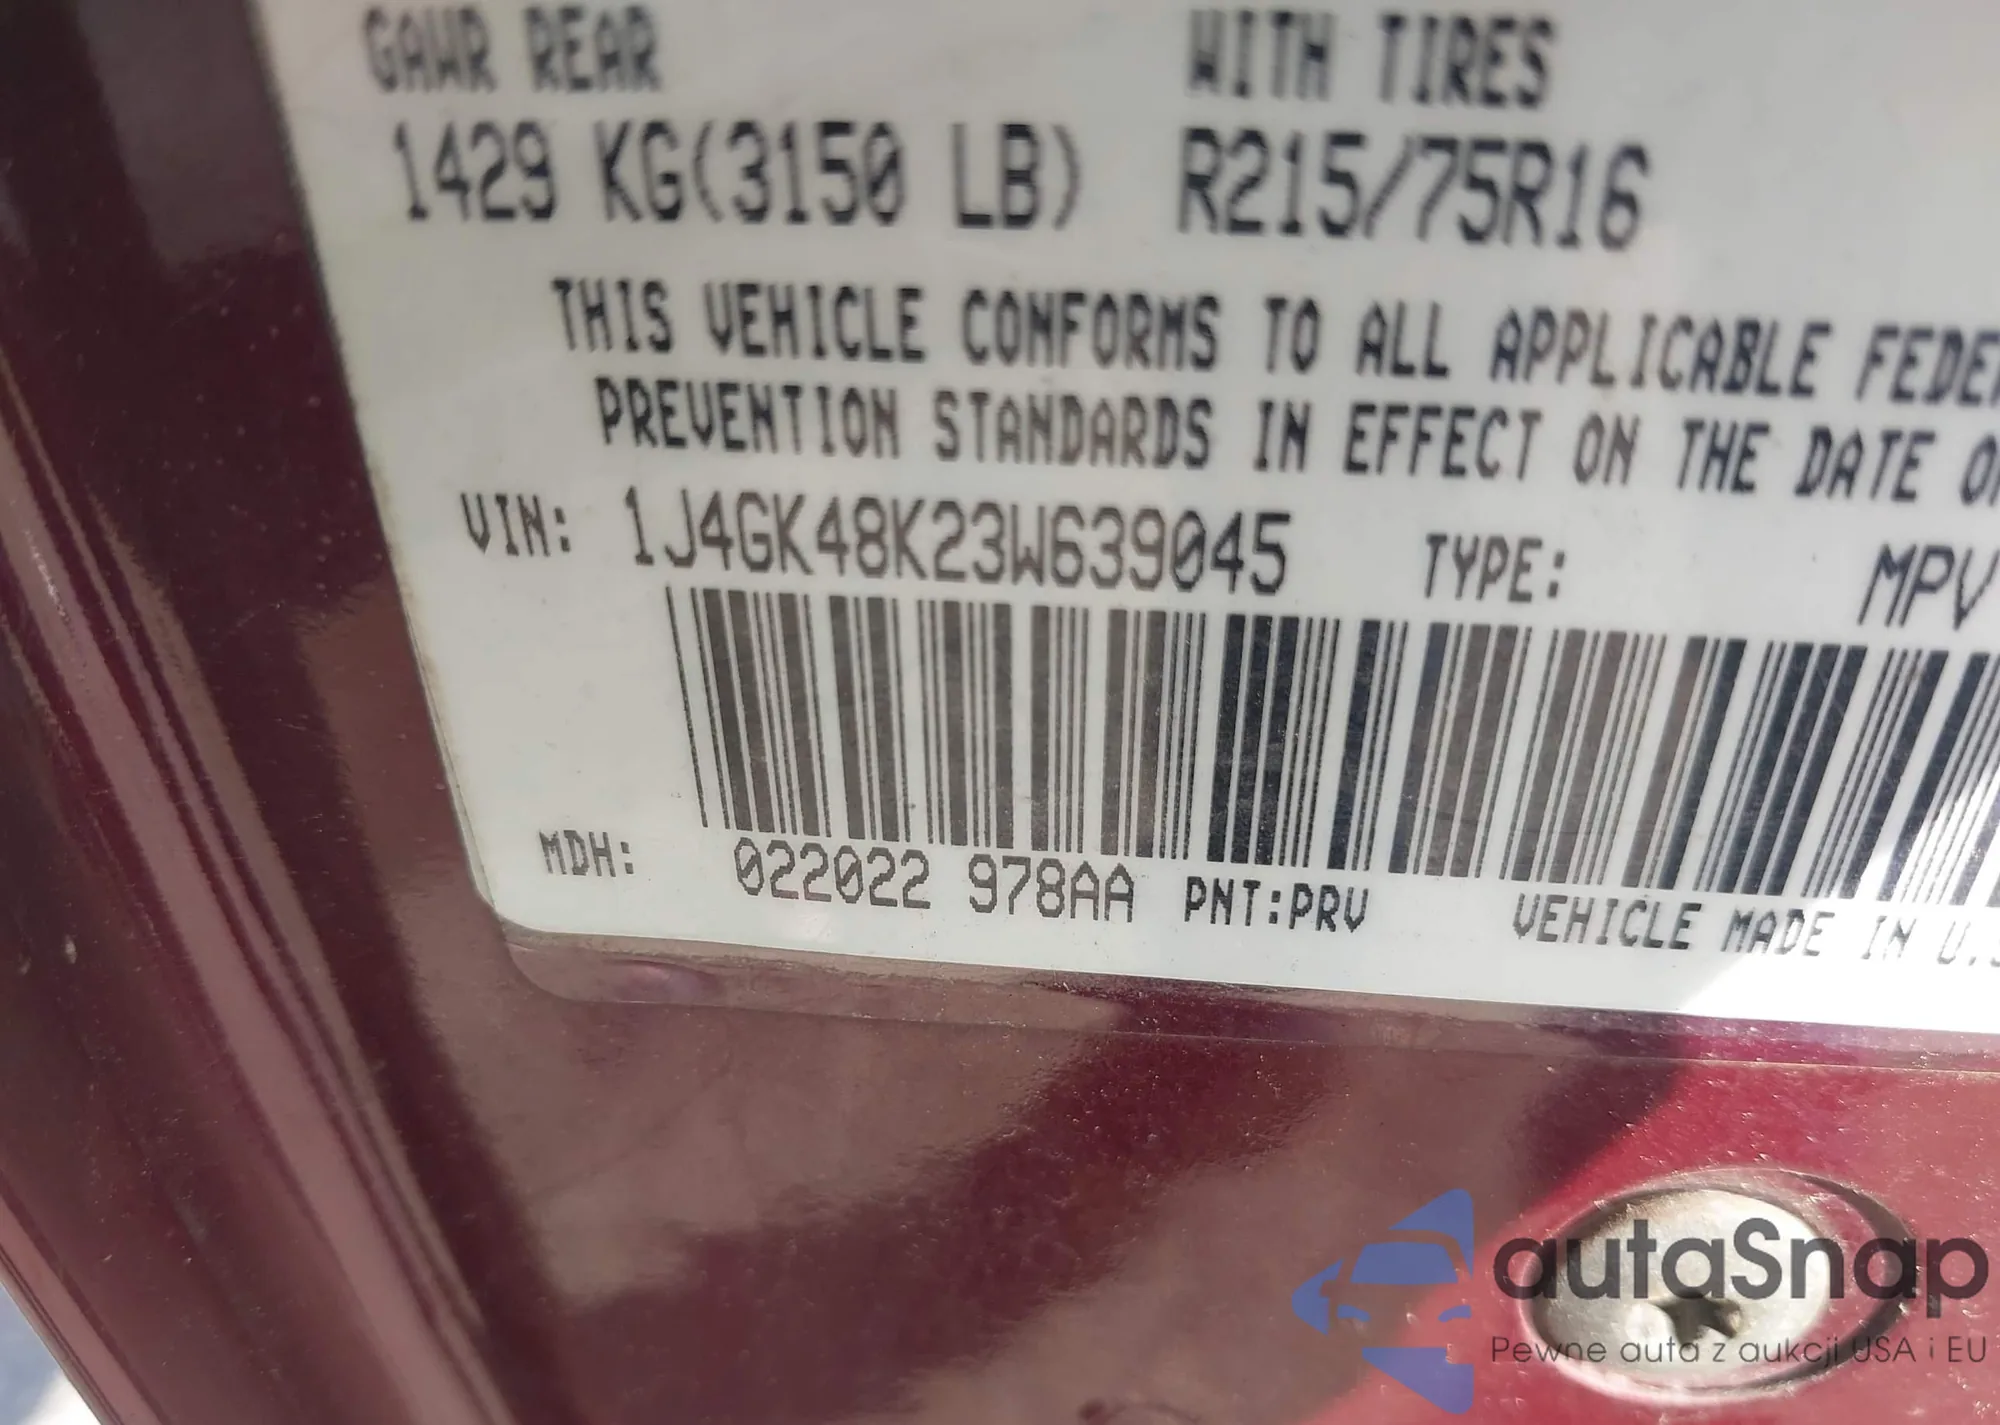 GAWR REAR WITH TIRES
1429 KG(3150 LB) R215/75R16
THIS VEHICLE CONFORMS TO ALL APPLICABLE FEDE
PREVENTION STANDARDS IN EFFECT ON THE DATE O
VIN: 1J4GK48K23W639045 TYPE: MPV
MDH: 022022 978AA PNT:PRV VEHICLE MADE IN U.S
autaSnap
Pewne auta z aukcji USA i EU